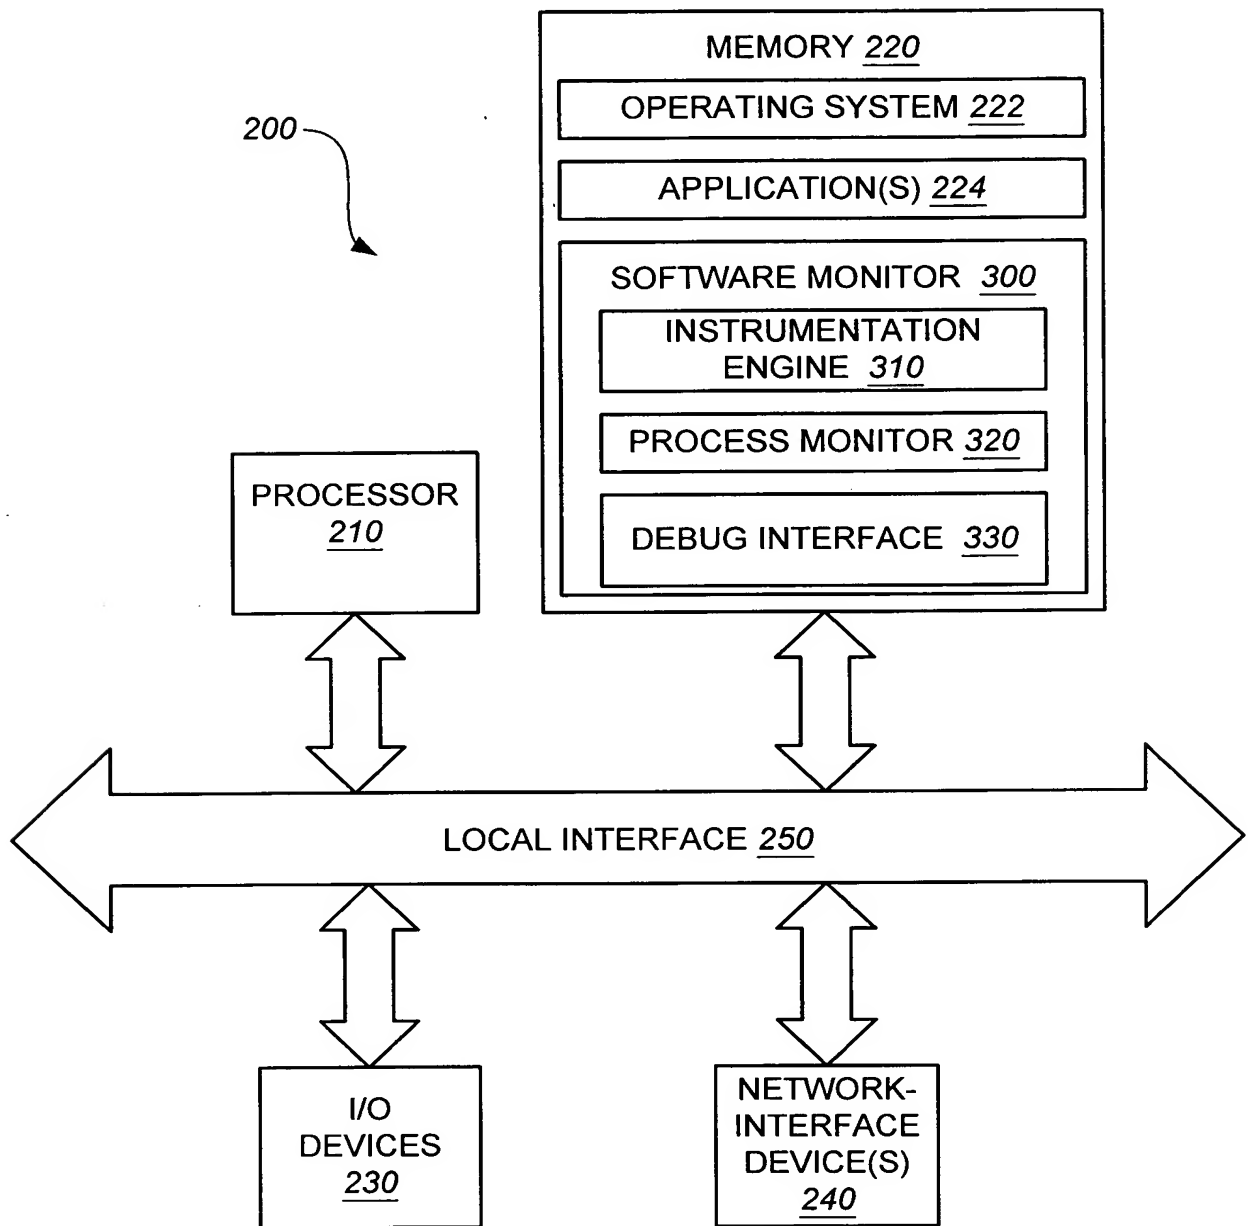 MEMORY 220
OPERATING SYSTEM 222
200
APPLICATION(S) 224
SOFTWARE MONITOR 300
INSTRUMENTATION
ENGINE 310
PROCESS MONITOR 320
DEBUG INTERFACE 330
PROCESSOR
210
LOCAL INTERFACE 250
I/O
DEVICES
230
NETWORK-
INTERFACE
DEVICE(S)
240